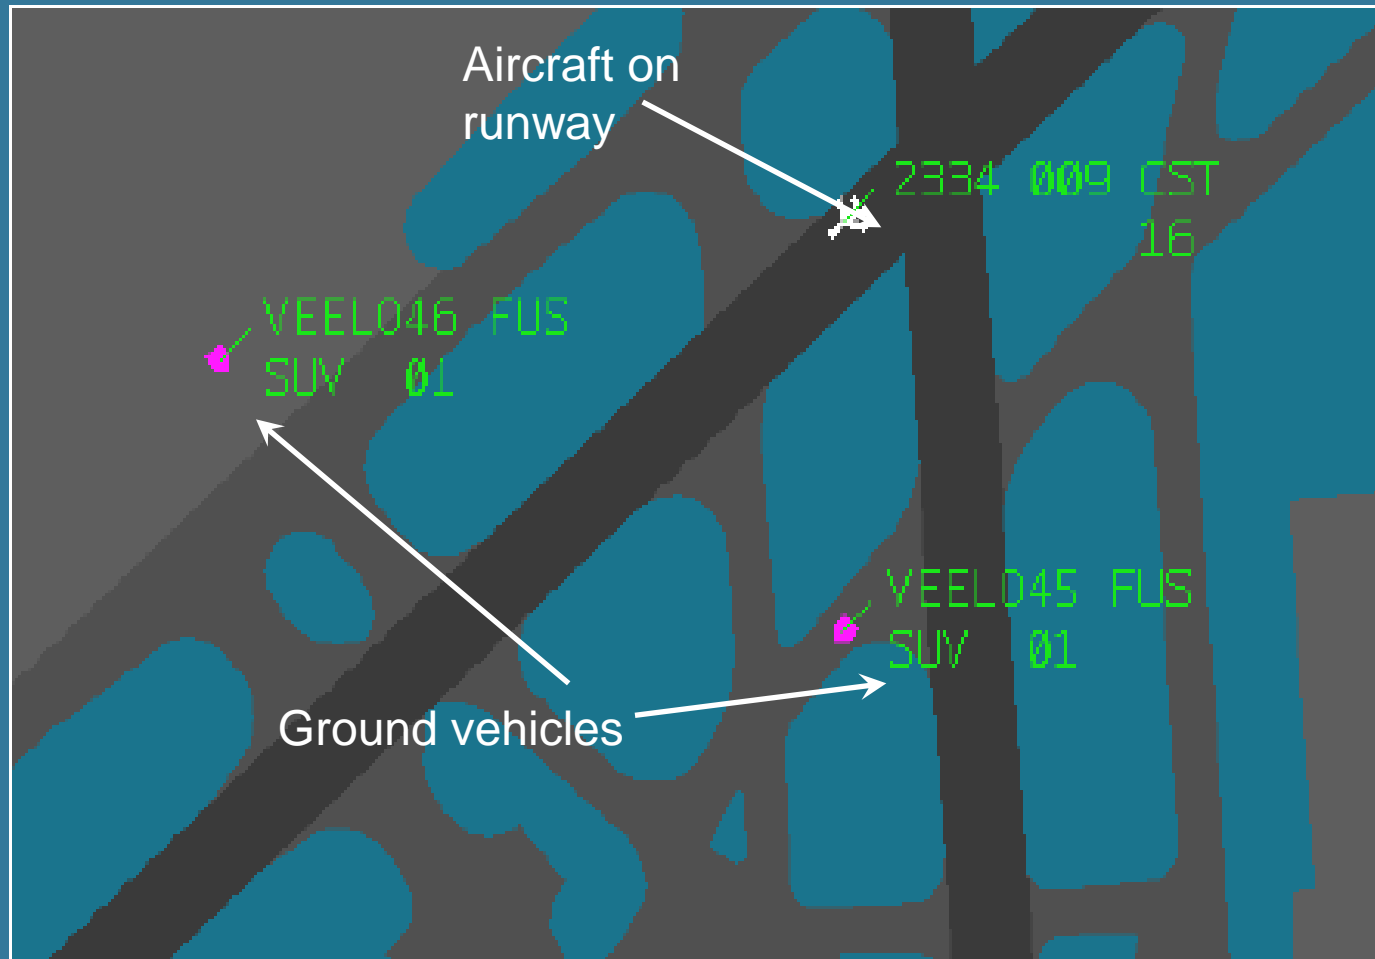 Aircraft on
runway
2334 009 CST
16
VEEL046 FUS
SUV 01
VEEL045 FUS
SUV 01
Ground vehicles